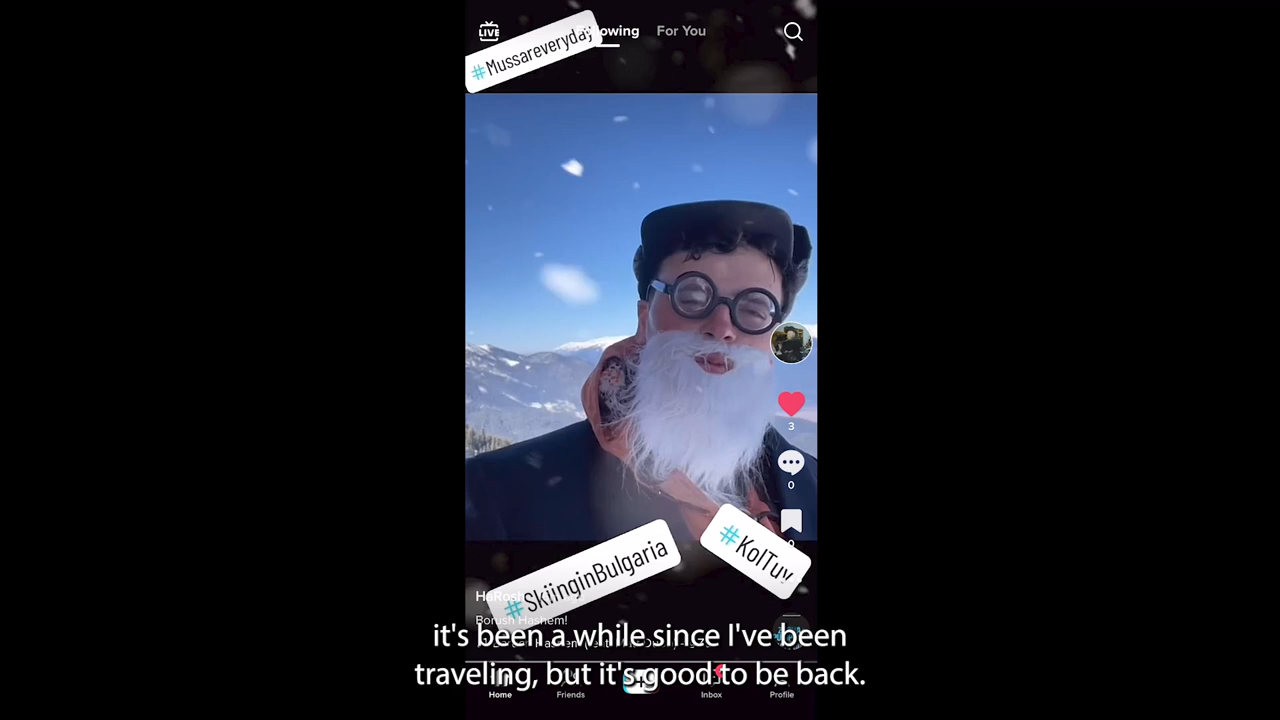 LIVE
Following
For You
#Mussareveryday
3
0
0
#KolTuv
#SkiinginBulgaria
Borush Hashem!
it's been a while since I've been
traveling, but it's good to be back.
Home
Friends
Inbox
Profile